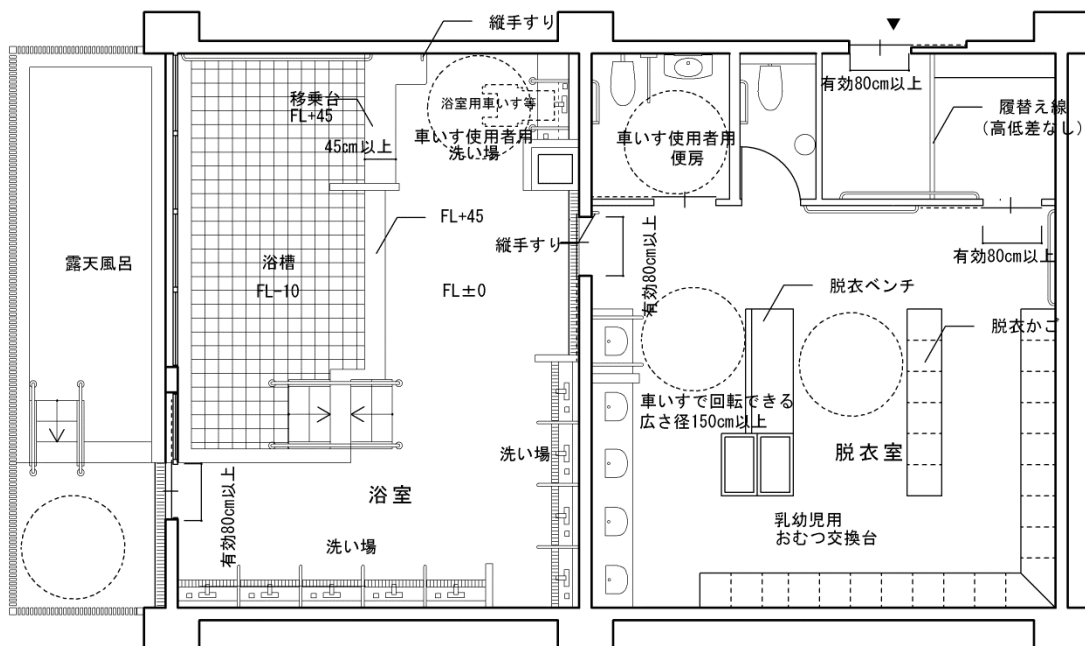 縦手すり
有効80cm以上
移乗台
FL+45
浴室用車いす等
履替え線
（高低差なし）
45cm以上
車いす使用者用
洗い場
車いす使用者用
便房
FL+45
縦手すり
有効80cm以上
有効80cm以上
露天風呂
浴槽
FL-10
FL±0
脱衣ベンチ
脱衣かご
車いすで回転できる
広さ径150cm以上
洗い場
脱衣室
有効80cm以上
浴室
乳幼児用
おむつ交換台
洗い場